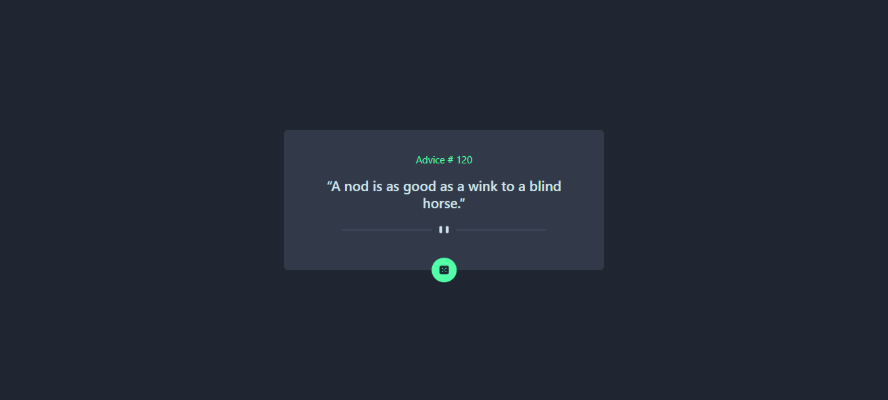 Advice # 120
“A nod is as good as a wink to a blind
horse.”